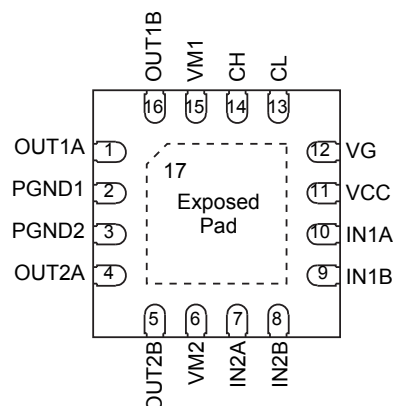 OUT1B
VM1
CH
CL
16
15
14
13
OUT1A 1
PGND1 2
PGND2 3
OUT2A 4
17
Exposed
Pad
12 VG
11 VCC
10 IN1A
9 IN1B
5
6
7
8
OUT2B
VM2
IN2A
IN2B